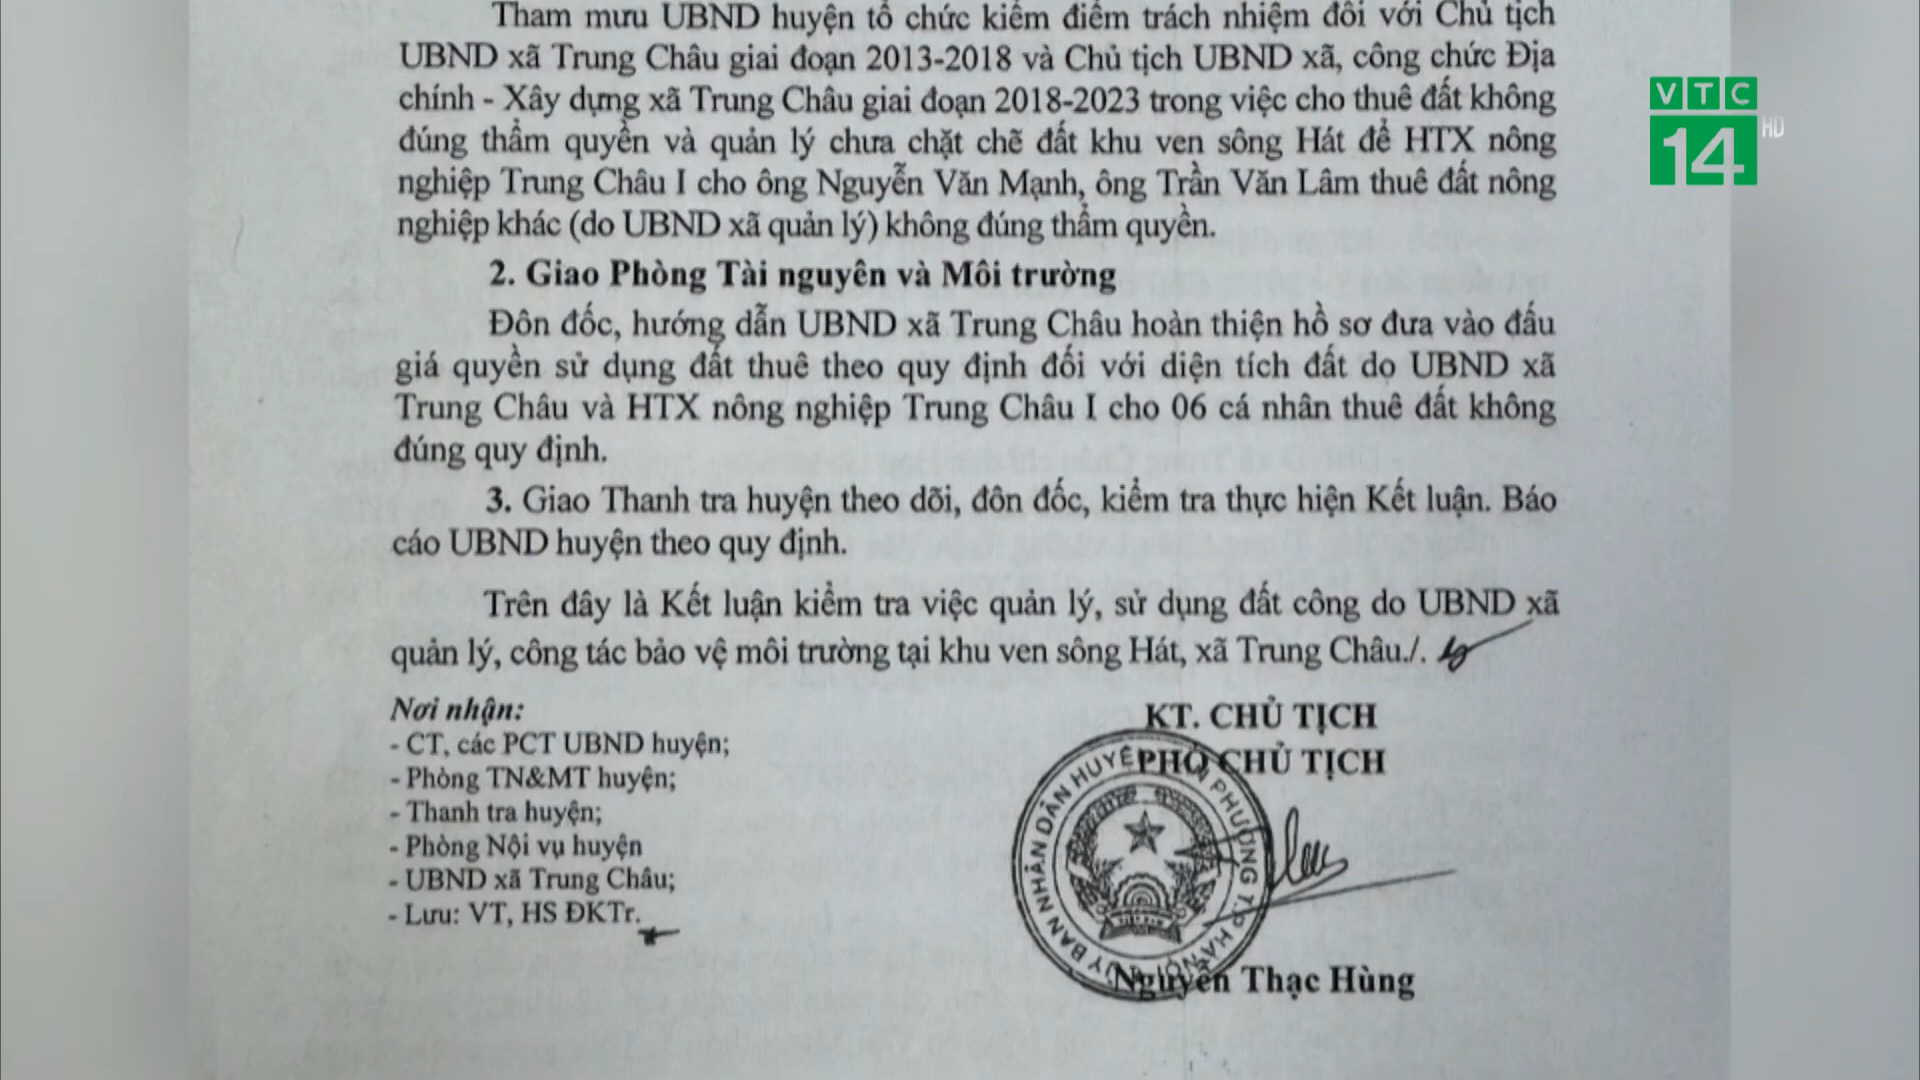 Tham mưu UBND huyện tổ chức kiểm điểm trách nhiệm đối với Chủ tịch
UBND xã Trung Châu giai đoạn 2013-2018 và Chủ tịch UBND xã, công chức Địa
chính - Xây dựng xã Trung Châu giai đoạn 2018-2023 trong việc cho thuê đất không
đúng thẩm quyền và quản lý chưa chặt chẽ đất khu ven sông Hát để HTX nông
nghiệp Trung Châu I cho ông Nguyễn Văn Mạnh, ông Trần Văn Lâm thuê đất nông
nghiệp khác (do UBND xã quản lý) không đúng thẩm quyền.
2. Giao Phòng Tài nguyên và Môi trường
Đôn đốc, hướng dẫn UBND xã Trung Châu hoàn thiện hồ sơ đưa vào đấu
giá quyền sử dụng đất thuê theo quy định đối với diện tích đất do UBND xã
Trung Châu và HTX nông nghiệp Trung Châu I cho 06 cá nhân thuê đất không
đúng quy định.
3. Giao Thanh tra huyện theo dõi, đôn đốc, kiểm tra thực hiện Kết luận. Báo
cáo UBND huyện theo quy định.
Trên đây là Kết luận kiểm tra việc quản lý, sử dụng đất công do UBND xã
quản lý, công tác bảo vệ môi trường tại khu ven sông Hát, xã Trung Châu./.
Nơi nhận:
- CT, các PCT UBND huyện;
- Phòng TN&MT huyện;
- Thanh tra huyện;
- Phòng Nội vụ huyện
- UBND xã Trung Châu;
- Lưu: VT, HS ĐKTr.
KT. CHỦ TỊCH
PHÓ CHỦ TỊCH
ỦY BAN NHÂN DÂN HUYỆN PHƯỢNG T.P HÀ NỘI
Nguyễn Thạc Hùng
VTC
14 HD